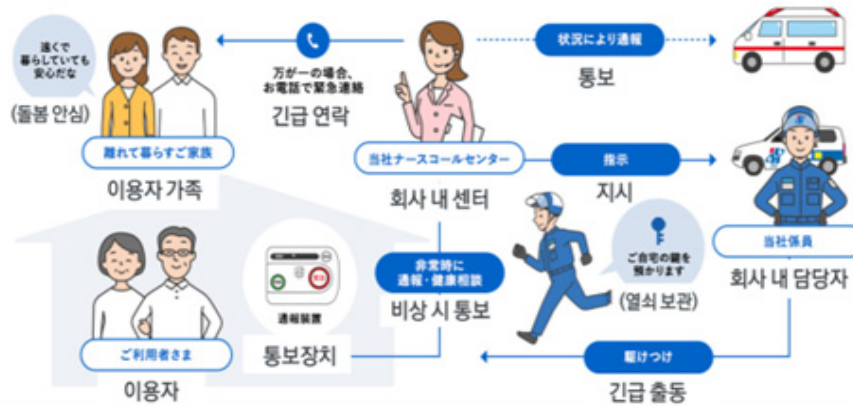 遠くで
暮らしていても
安心だな
(돌봄 안심)
離れて暮らすご家族
이용자 가족
万が一の場合、
お電話で緊急連絡
긴급 연락
当社ナースコールセンター
회사 내 센터
状況により通報
통보
指示
지시
当社係員
회사 내 담당자
ご自宅の鍵を
預かります
(열쇠 보관)
非常時に
通報・健康相談
비상 시 통보
通報装置
통보장치
ご利用者さま
이용자
駆けつけ
긴급 출동